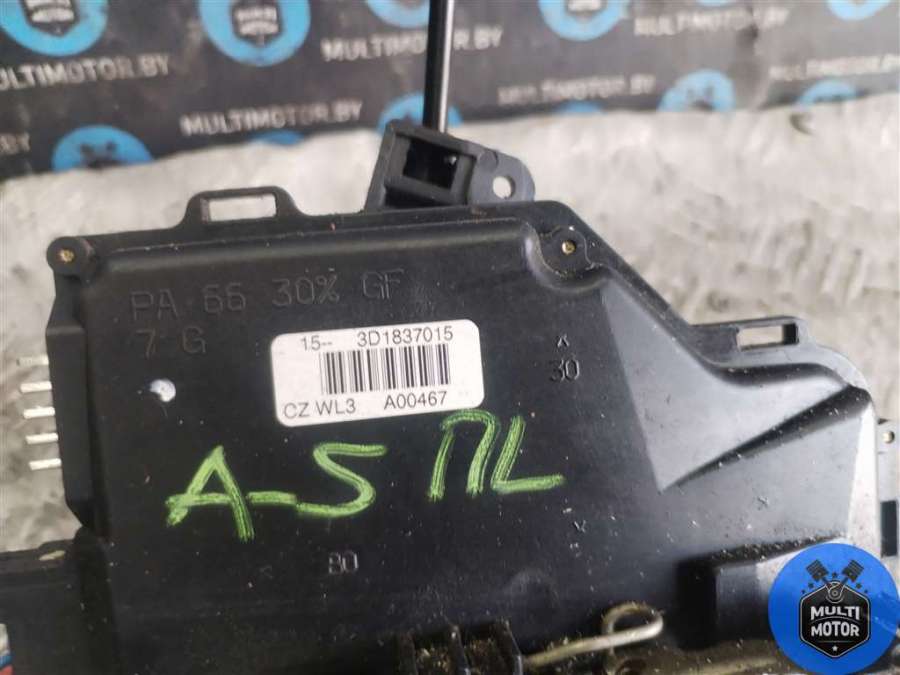 MULTIMOTOR.BY
MULTIMOTOR.BY
MULTIMOTOR.BY
MULTIMOTOR.BY
PA 66 30% GF
7 G
15-- 3D1837015
CZ WL3 A00467
30
А-5 ПL
80
MULTI
MOTOR